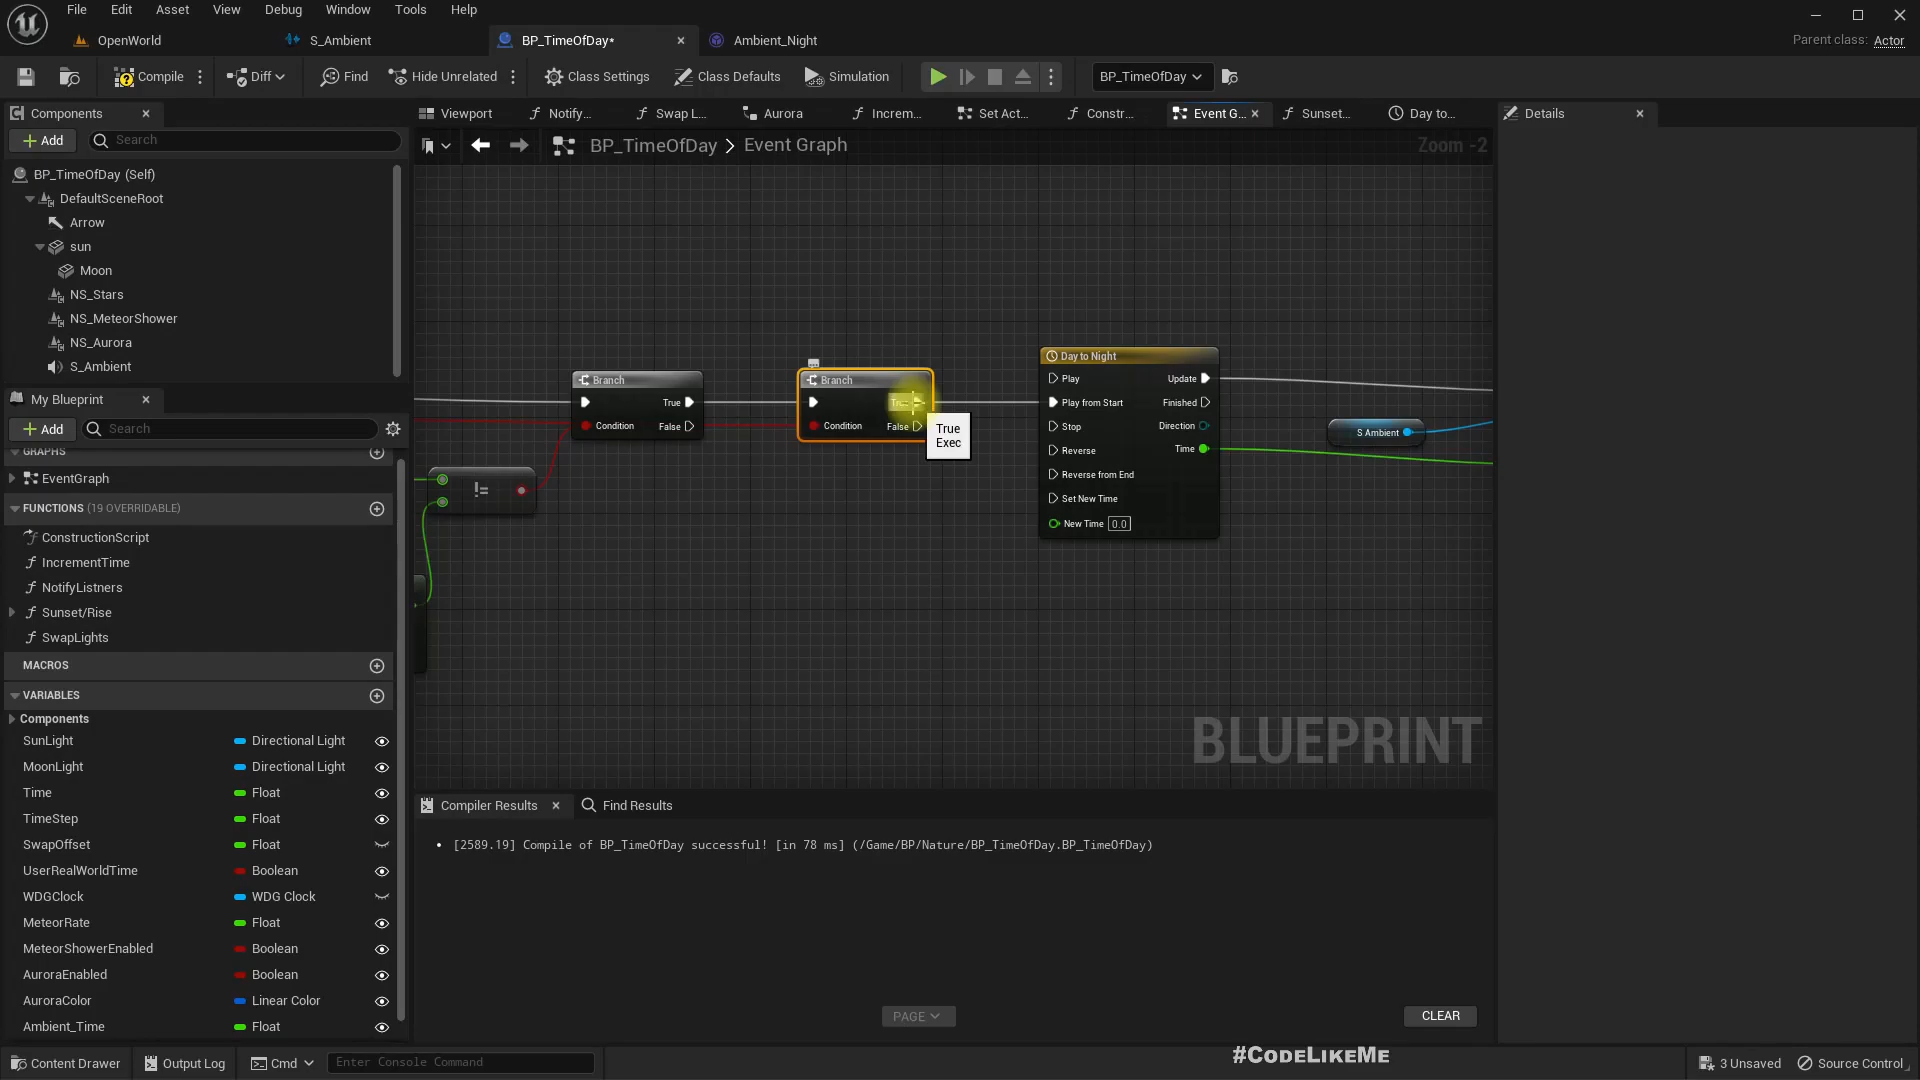 File Edit Asset View Debug Window Tools Help
OpenWorld S_Ambient BP_TimeOfDay* Ambient_Night
Parent class: Actor
Compile Diff Find Hide Unrelated Class Settings Class Defaults Simulation BP_TimeOfDay
Components
Add Search
BP_TimeOfDay (Self)
DefaultSceneRoot
Arrow
sun
Moon
NS_Stars
NS_MeteorShower
NS_Aurora
S_Ambient
My Blueprint
Add Search
GRAPHS
EventGraph
FUNCTIONS (19 OVERRIDABLE)
ConstructionScript
IncrementTime
NotifyListners
Sunset/Rise
SwapLights
MACROS
VARIABLES
Components
SunLight Directional Light
MoonLight Directional Light
Time Float
TimeStep Float
SwapOffset Float
UserRealWorldTime Boolean
WDGClock WDG Clock
MeteorRate Float
MeteorShowerEnabled Boolean
AuroraEnabled Boolean
AuroraColor Linear Color
Ambient_Time Float
Viewport Notify... Swap L... Aurora Increm... Set Act... Constr... Event G... Sunset... Day to...
BP_TimeOfDay > Event Graph
Zoom -2
Branch
True
Condition False
!=
Branch
Condition False
True
Exec
Day to Night
Play Update
Play from Start Finished
Stop Direction
Reverse Time
Reverse from End
Set New Time
New Time 0.0
S Ambient
BLUEPRINT
Compiler Results Find Results
• [2589.19] Compile of BP_TimeOfDay successful! [in 78 ms] (/Game/BP/Nature/BP_TimeOfDay.BP_TimeOfDay)
PAGE CLEAR
Details
Content Drawer Output Log Cmd Enter Console Command
#CODELIKEME
3 Unsaved Source Control